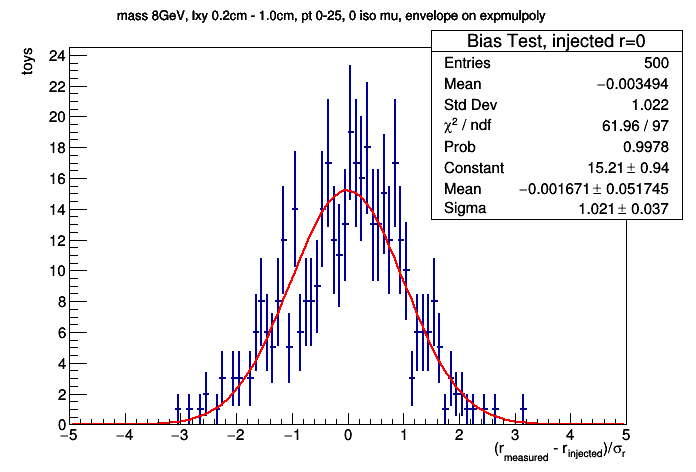 mass 8GeV, lxy 0.2cm - 1.0cm, pt 0-25, 0 iso mu, envelope on expmulpoly
Bias Test, injected r=0
Entries 500
Mean −0.003494
Std Dev 1.022
χ² / ndf 61.96 / 97
Prob 0.9978
Constant 15.21 ± 0.94
Mean −0.001671 ± 0.051745
Sigma 1.021 ± 0.037
toys
24
22
20
18
16
14
12
10
8
6
4
2
0
−5 −4 −3 −2 −1 0 1 2 3 4 5
(r_measured - r_injected)/σ_r